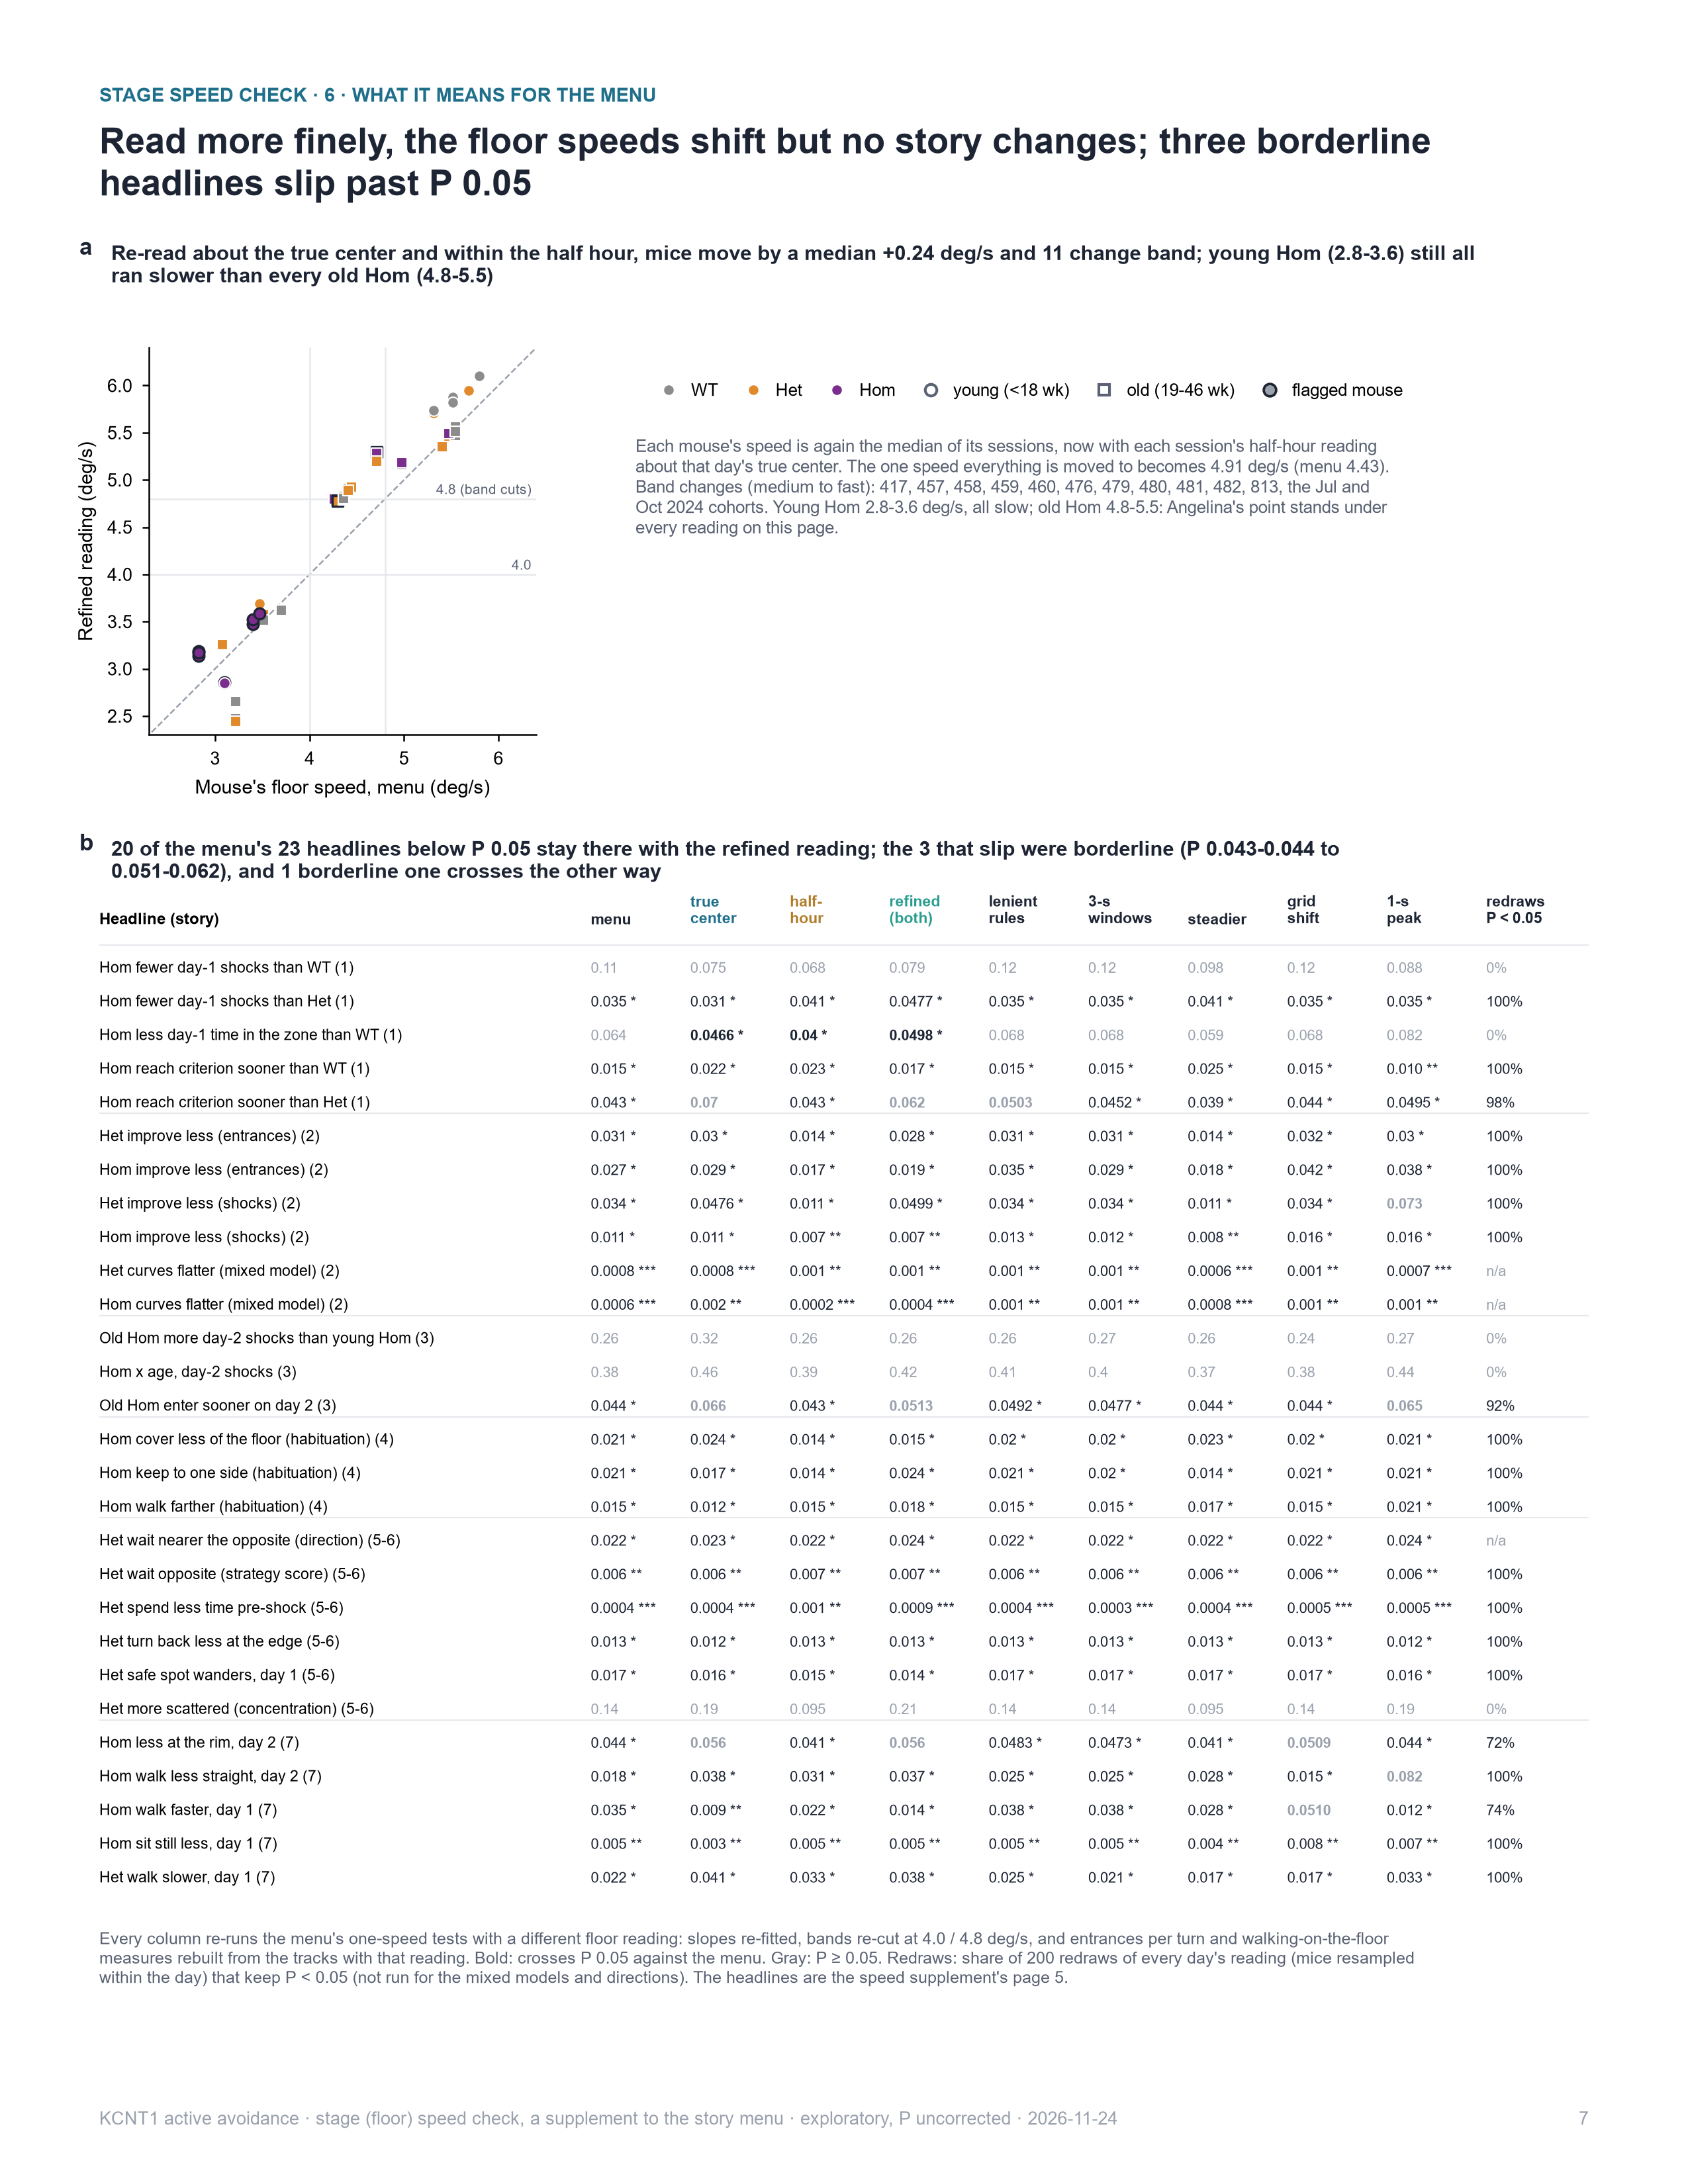 STAGE SPEED CHECK · 6 · WHAT IT MEANS FOR THE MENU
Read more finely, the floor speeds shift but no story changes; three borderline
headlines slip past P 0.05
a
Re-read about the true center and within the half hour, mice move by a median +0.24 deg/s and 11 change band; young Hom (2.8-3.6) still all
ran slower than every old Hom (4.8-5.5)
Refined reading (deg/s)
6.0
5.5
5.0
4.5
4.0
3.5
3.0
2.5
4.8 (band cuts)
4.0
3 4 5 6
Mouse's floor speed, menu (deg/s)
WT Het Hom young (<18 wk) old (19-46 wk) flagged mouse
Each mouse's speed is again the median of its sessions, now with each session's half-hour reading
about that day's true center. The one speed everything is moved to becomes 4.91 deg/s (menu 4.43).
Band changes (medium to fast): 417, 457, 458, 459, 460, 476, 479, 480, 481, 482, 813, the Jul and
Oct 2024 cohorts. Young Hom 2.8-3.6 deg/s, all slow; old Hom 4.8-5.5: Angelina's point stands under
every reading on this page.
b
20 of the menu's 23 headlines below P 0.05 stay there with the refined reading; the 3 that slip were borderline (P 0.043-0.044 to
0.051-0.062), and 1 borderline one crosses the other way
Headline (story) menu true center half-hour refined (both) lenient rules 3-s windows steadier grid shift 1-s peak redraws P < 0.05
Hom fewer day-1 shocks than WT (1) 0.11 0.075 0.068 0.079 0.12 0.12 0.098 0.12 0.088 0%
Hom fewer day-1 shocks than Het (1) 0.035 * 0.031 * 0.041 * 0.0477 * 0.035 * 0.035 * 0.041 * 0.035 * 0.035 * 100%
Hom less day-1 time in the zone than WT (1) 0.064 0.0466 * 0.04 * 0.0498 * 0.068 0.068 0.059 0.068 0.082 0%
Hom reach criterion sooner than WT (1) 0.015 * 0.022 * 0.023 * 0.017 * 0.015 * 0.015 * 0.025 * 0.015 * 0.010 ** 100%
Hom reach criterion sooner than Het (1) 0.043 * 0.07 0.043 * 0.062 0.0503 0.0452 * 0.039 * 0.044 * 0.0495 * 98%
Het improve less (entrances) (2) 0.031 * 0.03 * 0.014 * 0.028 * 0.031 * 0.031 * 0.014 * 0.032 * 0.03 * 100%
Hom improve less (entrances) (2) 0.027 * 0.029 * 0.017 * 0.019 * 0.035 * 0.029 * 0.018 * 0.042 * 0.038 * 100%
Het improve less (shocks) (2) 0.034 * 0.0476 * 0.011 * 0.0499 * 0.034 * 0.034 * 0.011 * 0.034 * 0.073 100%
Hom improve less (shocks) (2) 0.011 * 0.011 * 0.007 ** 0.007 ** 0.013 * 0.012 * 0.008 ** 0.016 * 0.016 * 100%
Het curves flatter (mixed model) (2) 0.0008 *** 0.0008 *** 0.001 ** 0.001 ** 0.001 ** 0.001 ** 0.0006 *** 0.001 ** 0.0007 *** n/a
Hom curves flatter (mixed model) (2) 0.0006 *** 0.002 ** 0.0002 *** 0.0004 *** 0.001 ** 0.001 ** 0.0008 *** 0.001 ** 0.001 ** n/a
Old Hom more day-2 shocks than young Hom (3) 0.26 0.32 0.26 0.26 0.26 0.27 0.26 0.24 0.27 0%
Hom x age, day-2 shocks (3) 0.38 0.46 0.39 0.42 0.41 0.4 0.37 0.38 0.44 0%
Old Hom enter sooner on day 2 (3) 0.044 * 0.066 0.043 * 0.0513 0.0492 * 0.0477 * 0.044 * 0.044 * 0.065 92%
Hom cover less of the floor (habituation) (4) 0.021 * 0.024 * 0.014 * 0.015 * 0.02 * 0.02 * 0.023 * 0.02 * 0.021 * 100%
Hom keep to one side (habituation) (4) 0.021 * 0.017 * 0.014 * 0.024 * 0.021 * 0.02 * 0.014 * 0.021 * 0.021 * 100%
Hom walk farther (habituation) (4) 0.015 * 0.012 * 0.015 * 0.018 * 0.015 * 0.015 * 0.017 * 0.015 * 0.021 * 100%
Het wait nearer the opposite (direction) (5-6) 0.022 * 0.023 * 0.022 * 0.024 * 0.022 * 0.022 * 0.022 * 0.022 * 0.024 * n/a
Het wait opposite (strategy score) (5-6) 0.006 ** 0.006 ** 0.007 ** 0.007 ** 0.006 ** 0.006 ** 0.006 ** 0.006 ** 0.006 ** 100%
Het spend less time pre-shock (5-6) 0.0004 *** 0.0004 *** 0.001 ** 0.0009 *** 0.0004 *** 0.0003 *** 0.0004 *** 0.0005 *** 0.0005 *** 100%
Het turn back less at the edge (5-6) 0.013 * 0.012 * 0.013 * 0.013 * 0.013 * 0.013 * 0.013 * 0.013 * 0.012 * 100%
Het safe spot wanders, day 1 (5-6) 0.017 * 0.016 * 0.015 * 0.014 * 0.017 * 0.017 * 0.017 * 0.017 * 0.016 * 100%
Het more scattered (concentration) (5-6) 0.14 0.19 0.095 0.21 0.14 0.14 0.095 0.14 0.19 0%
Hom less at the rim, day 2 (7) 0.044 * 0.056 0.041 * 0.056 0.0483 * 0.0473 * 0.041 * 0.0509 0.044 * 72%
Hom walk less straight, day 2 (7) 0.018 * 0.038 * 0.031 * 0.037 * 0.025 * 0.025 * 0.028 * 0.015 * 0.082 100%
Hom walk faster, day 1 (7) 0.035 * 0.009 ** 0.022 * 0.014 * 0.038 * 0.038 * 0.028 * 0.0510 0.012 * 74%
Hom sit still less, day 1 (7) 0.005 ** 0.003 ** 0.005 ** 0.005 ** 0.005 ** 0.005 ** 0.004 ** 0.008 ** 0.007 ** 100%
Het walk slower, day 1 (7) 0.022 * 0.041 * 0.033 * 0.038 * 0.025 * 0.021 * 0.017 * 0.017 * 0.033 * 100%
Every column re-runs the menu's one-speed tests with a different floor reading: slopes re-fitted, bands re-cut at 4.0 / 4.8 deg/s, and entrances per turn and walking-on-the-floor
measures rebuilt from the tracks with that reading. Bold: crosses P 0.05 against the menu. Gray: P ≥ 0.05. Redraws: share of 200 redraws of every day's reading (mice resampled
within the day) that keep P < 0.05 (not run for the mixed models and directions). The headlines are the speed supplement's page 5.
KCNT1 active avoidance · stage (floor) speed check, a supplement to the story menu · exploratory, P uncorrected · 2026-11-24
7